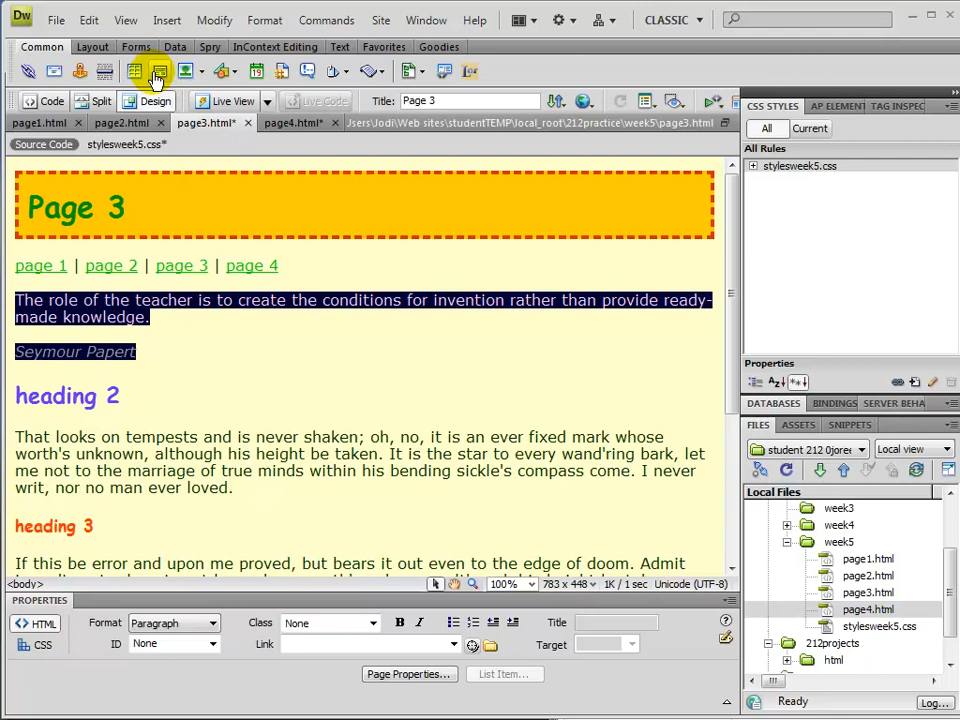 Dw File Edit View Insert Modify Format Commands Site Window Help CLASSIC
Common Layout Forms Data Spry InContext Editing Text Favorites Goodies
Code Split Design Live View Live Code Title: Page 3
page1.html page2.html page3.html* page4.html* Jsers\Jodi\Web sites\studentTEMP\local_root\212practice\week5\page3.html
Source Code stylesweek5.css*
Page 3
page 1 | page 2 | page 3 | page 4
The role of the teacher is to create the conditions for invention rather than provide ready-
made knowledge.
Seymour Papert
heading 2
That looks on tempests and is never shaken; oh, no, it is an ever fixed mark whose
worth's unknown, although his height be taken. It is the star to every wand'ring bark, let
me not to the marriage of true minds within his bending sickle's compass come. I never
writ, nor no man ever loved.
heading 3
If this be error and upon me proved, but bears it out even to the edge of doom. Admit
<body> 100% 783 x 448 1K / 1 sec Unicode (UTF-8)
PROPERTIES
HTML Format Paragraph Class None B I Title
CSS ID None Link Target
Page Properties... List Item...
CSS STYLES AP ELEMENT TAG INSPEC
All Current
All Rules
stylesweek5.css
Properties
DATABASES BINDINGS SERVER BEHA
FILES ASSETS SNIPPETS
student 212 0joree Local view
Local Files
week3
week4
week5
page1.html
page2.html
page3.html
page4.html
stylesweek5.css
212projects
html
Ready Log...